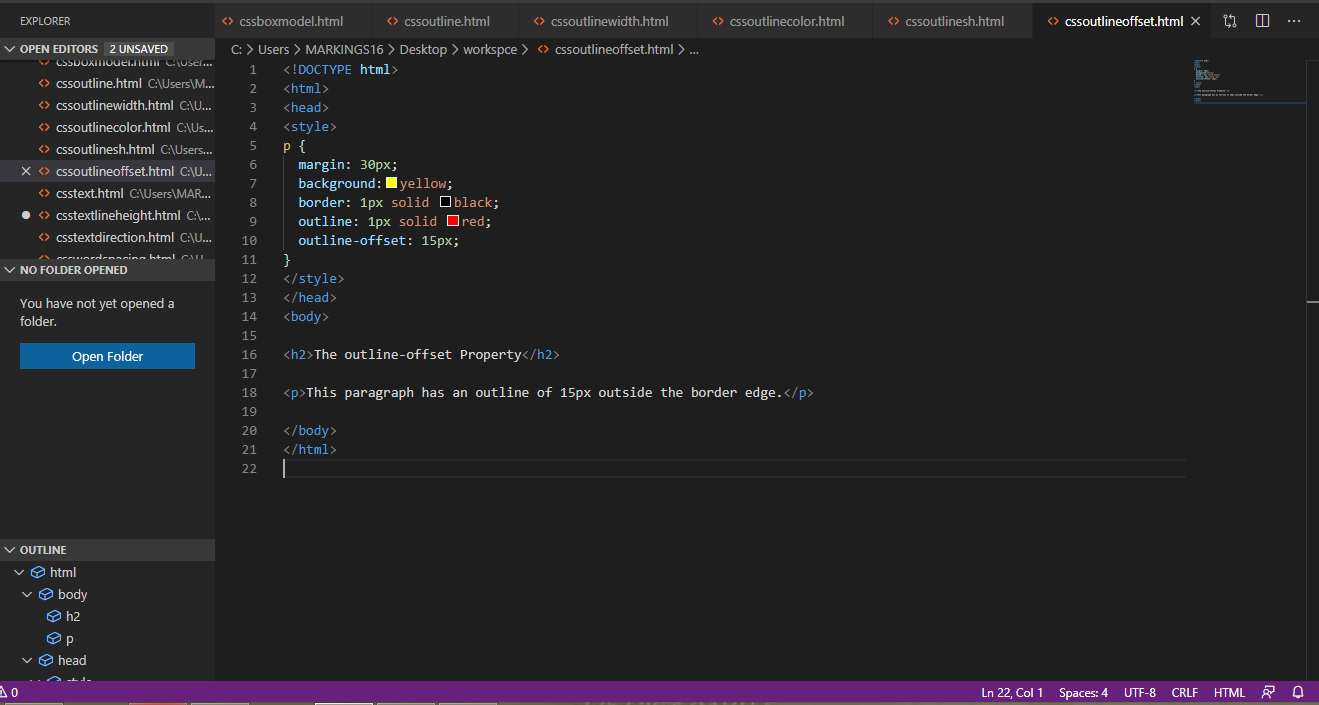 EXPLORER
cssboxmodel.html
cssoutline.html
cssoutlinewidth.html
cssoutlinecolor.html
cssoutlinesh.html
cssoutlineoffset.html
OPEN EDITORS 2 UNSAVED
cssboxmodel.html C:\User...
cssoutline.html C:\Users\M...
cssoutlinewidth.html C:\U...
cssoutlinecolor.html C:\Us...
cssoutlinesh.html C:\Users...
cssoutlineoffset.html C:\U...
csstext.html C:\Users\MAR...
csstextlineheight.html C:\...
csstextdirection.html C:\U...
csswordspacing.html C:\U...
NO FOLDER OPENED
You have not yet opened a
folder.
Open Folder
OUTLINE
html
body
h2
p
head
style
C: > Users > MARKINGS16 > Desktop > workspce > cssoutlineoffset.html > ...
1 <!DOCTYPE html>
2 <html>
3 <head>
4 <style>
5 p {
6 margin: 30px;
7 background: yellow;
8 border: 1px solid black;
9 outline: 1px solid red;
10 outline-offset: 15px;
11 }
12 </style>
13 </head>
14 <body>
15
16 <h2>The outline-offset Property</h2>
17
18 <p>This paragraph has an outline of 15px outside the border edge.</p>
19
20 </body>
21 </html>
22
0
Ln 22, Col 1 Spaces: 4 UTF-8 CRLF HTML